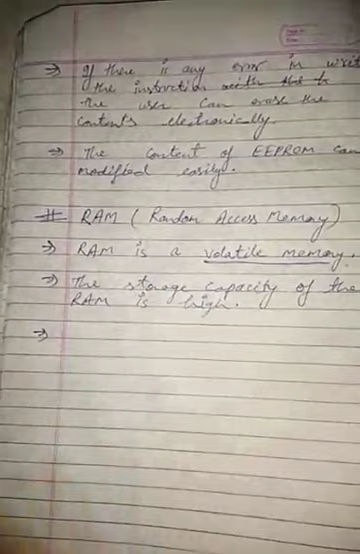 ⇒ If there is any error in writ
the instruction with the
the user can erase the
contents electronically.
⇒ The content of EEPROM can
modified easily.
# RAM (Random Access Memory)
⇒ RAM is a volatile memory.
⇒ The storage capacity of the
RAM is high.
⇒